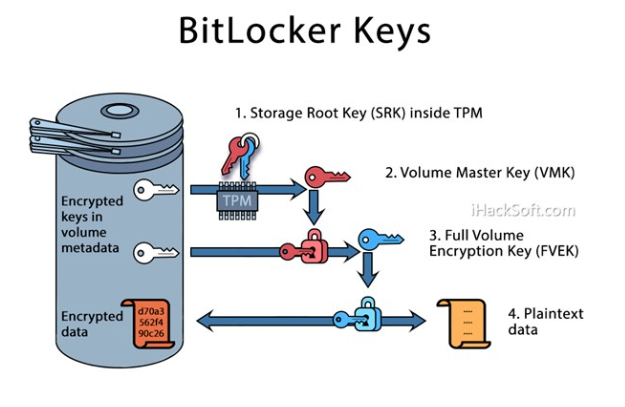 BitLocker Keys
1. Storage Root Key (SRK) inside TPM
TPM
2. Volume Master Key (VMK)
Encrypted
keys in
volume
metadata
iHackSoft.com
3. Full Volume
Encryption Key (FVEK)
Encrypted
data
d70a3
562f4
90c26
4. Plaintext
data